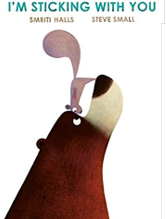 I'M STICKING WITH YOU
SMRITI HALLS STEVE SMALL